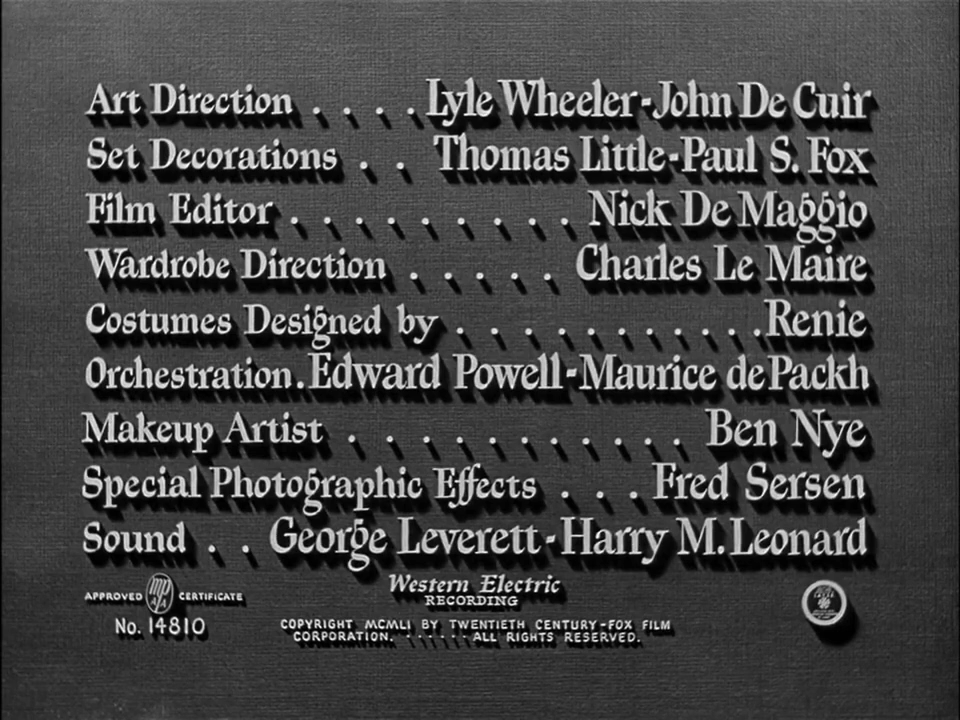 Art Direction . . . . Lyle Wheeler-John De Cuir
Set Decorations . . Thomas Little-Paul S. Fox
Film Editor . . . . . . . . . Nick De Maggio
Wardrobe Direction . . . . . Charles Le Maire
Costumes Designed by . . . . . . . . . . . . Renie
Orchestration . Edward Powell-Maurice de Packh
Makeup Artist . . . . . . . . . . Ben Nye
Special Photographic Effects . . . Fred Sersen
Sound . . George Leverett-Harry M. Leonard
Western Electric
RECORDING
APPROVED MPAA CERTIFICATE
No. 14810
COPYRIGHT MCMLI BY TWENTIETH CENTURY-FOX FILM
CORPORATION. . . . . . . ALL RIGHTS RESERVED.